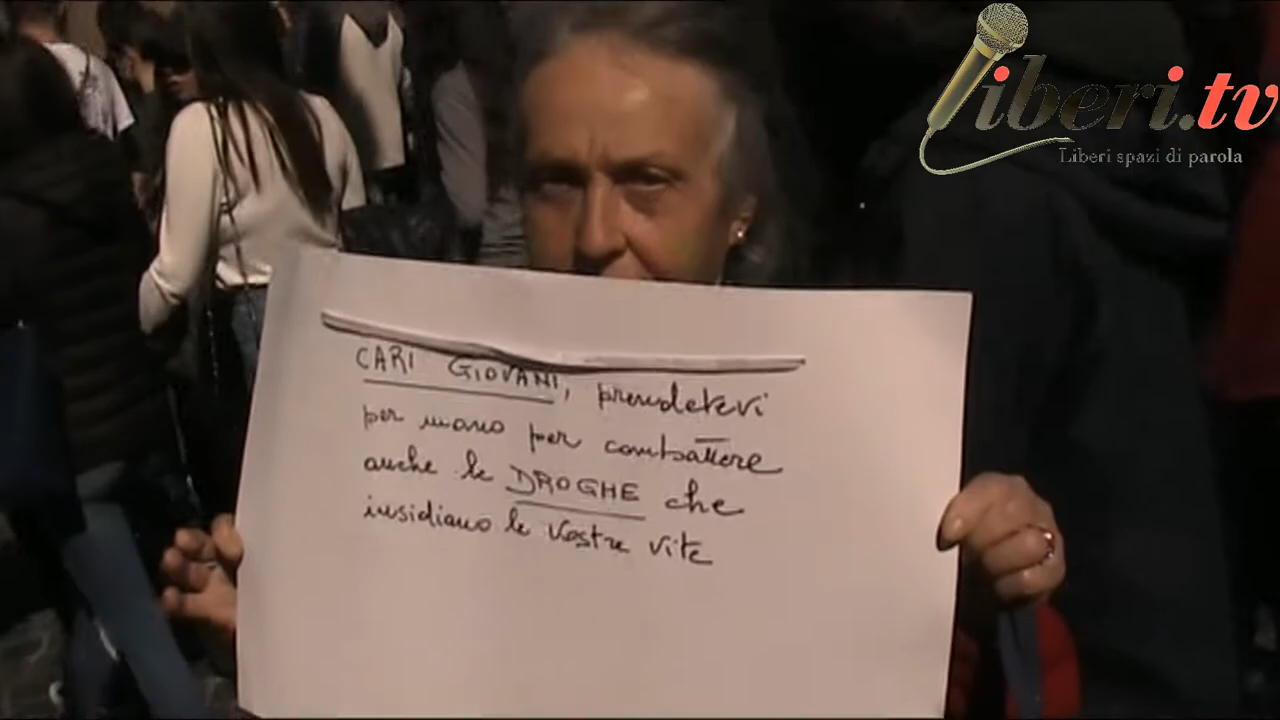 Liberi.tv
Liberi spazi di parola
CARI GIOVANI, prendetevi
per mano per combattere
anche le DROGHE che
insidiano le vostre vite